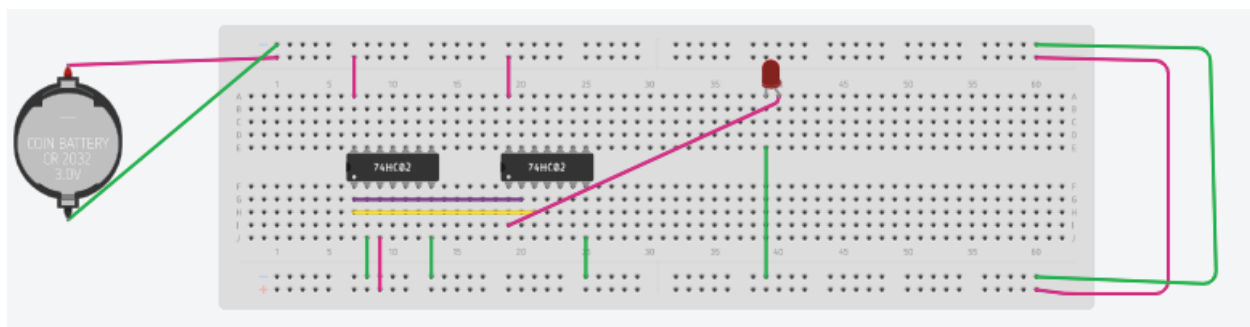 1 5 10 15 20 25 30 35 45 50 55 60
A A
B B
C C
D D
E E
COIN BATTERY
CR 2032
3.0V
74HC02 74HC02
F F
G G
H H
I I
J J
1 5 10 15 20 25 30 35 40 45 50 55 60
- 
+